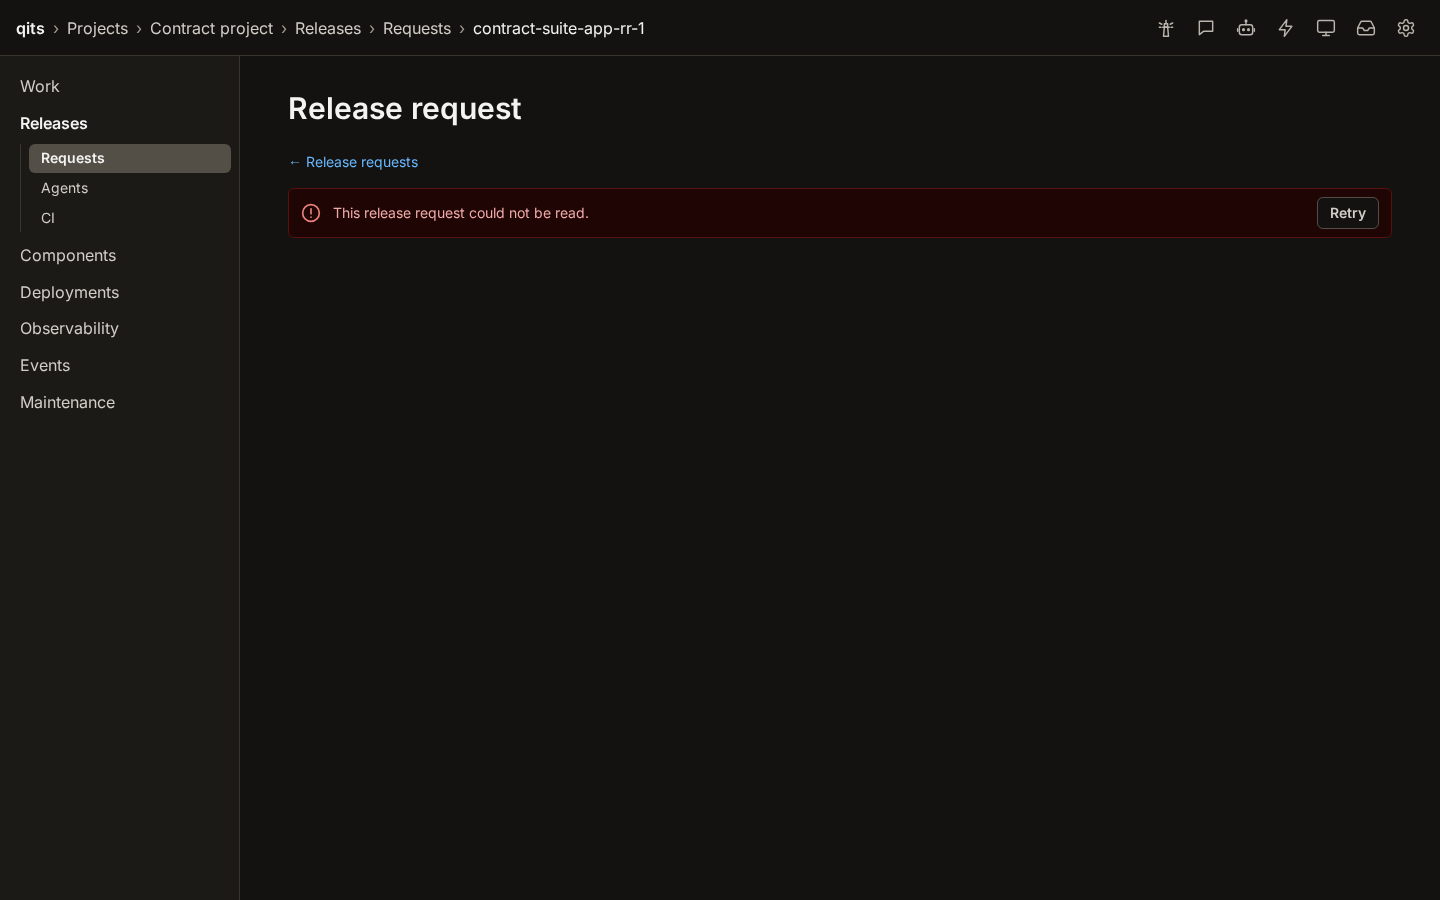 qits › Projects › Contract project › Releases › Requests › contract-suite-app-rr-1
Work
Releases
Requests
Agents
CI
Components
Deployments
Observability
Events
Maintenance
Release request
← Release requests
This release request could not be read.
Retry